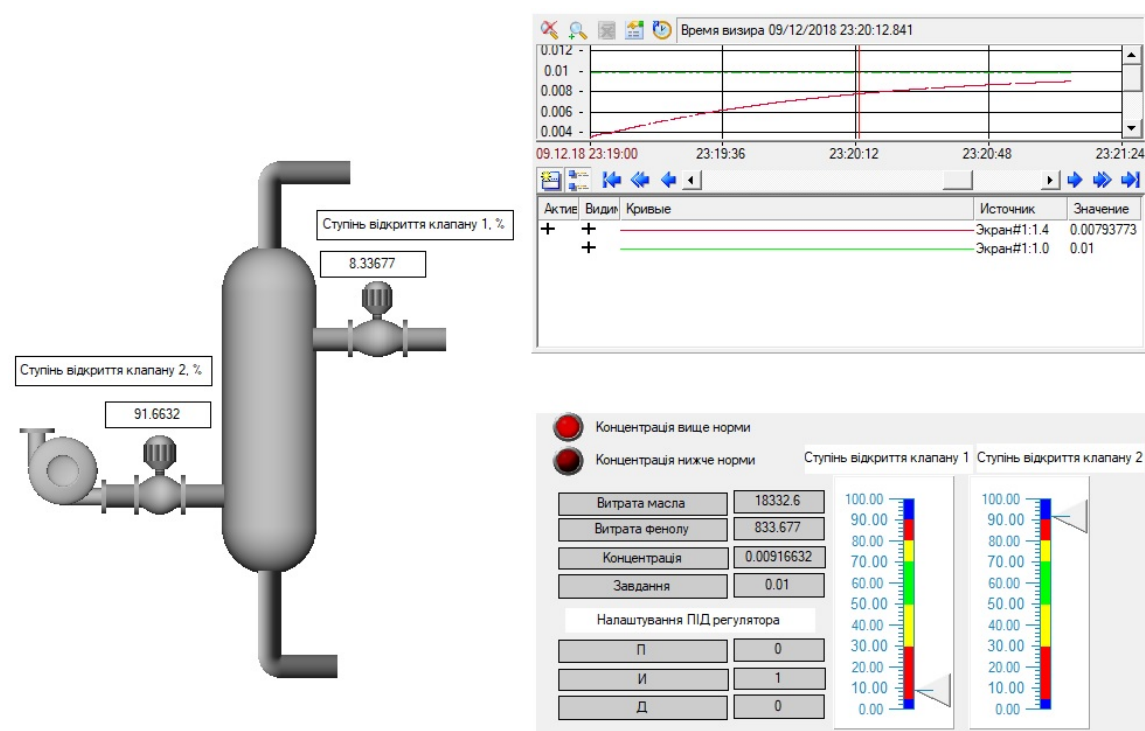 Время визира 09/12/2018 23:20:12.841
0.012
0.01
0.008
0.006
0.004
09.12.18 23:19:00 23:19:36 23:20:12 23:20:48 23:21:24
Актив Видим Кривые Источник Значение
Экран#1:1.4 0.00793773
Экран#1:1.0 0.01
Ступінь відкриття клапану 1, %
8.33677
Ступінь відкриття клапану 2, %
91.6632
Концентрація вище норми
Концентрація нижче норми
Витрата масла 18332.6
Витрата фенолу 833.677
Концентрація 0.00916632
Завдання 0.01
Налаштування ПІД регулятора
П 0
И 1
Д 0
Ступінь відкриття клапану 1
100.00
90.00
80.00
70.00
60.00
50.00
40.00
30.00
20.00
10.00
0.00
Ступінь відкриття клапану 2
100.00
90.00
80.00
70.00
60.00
50.00
40.00
30.00
20.00
10.00
0.00